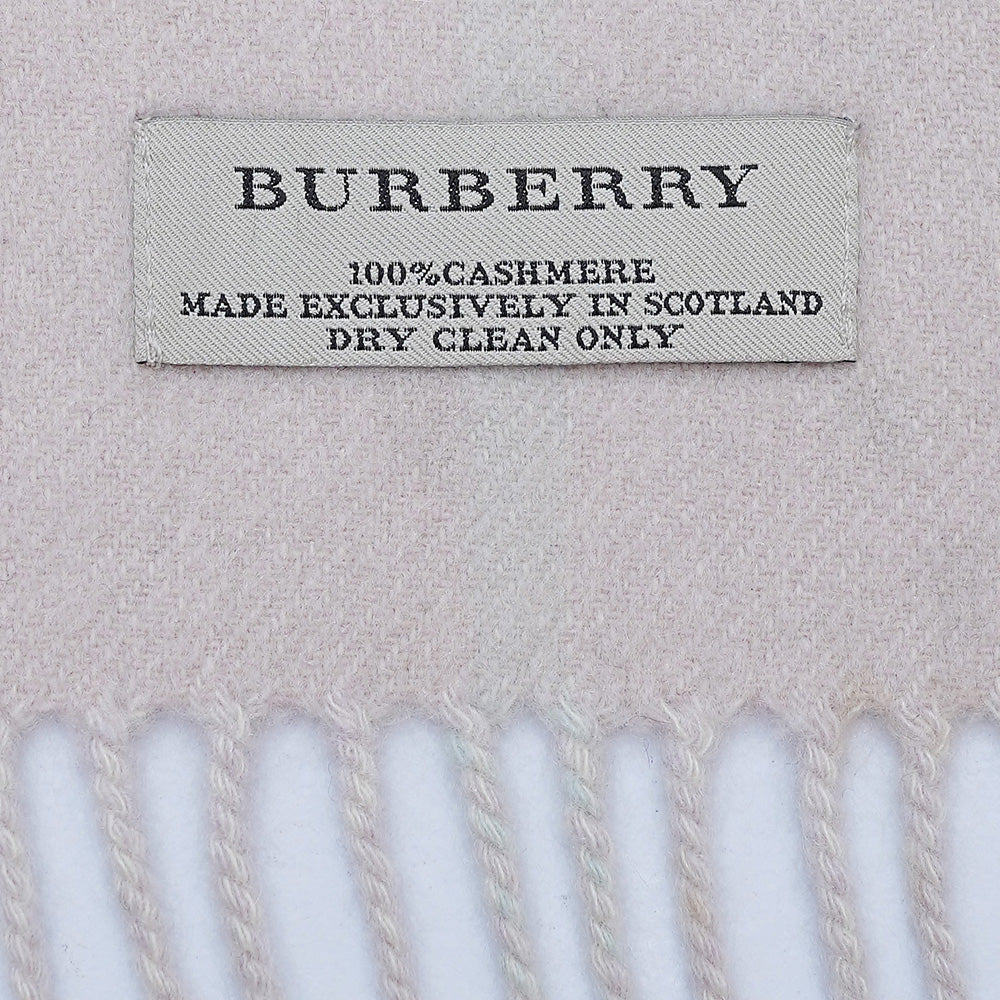 BURBERRY
100%CASHMERE
MADE EXCLUSIVELY IN SCOTLAND
DRY CLEAN ONLY